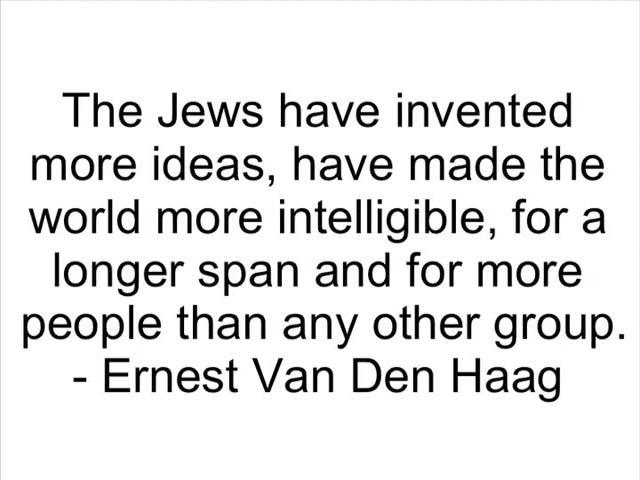 The Jews have invented
more ideas, have made the
world more intelligible, for a
longer span and for more
people than any other group.
- Ernest Van Den Haag